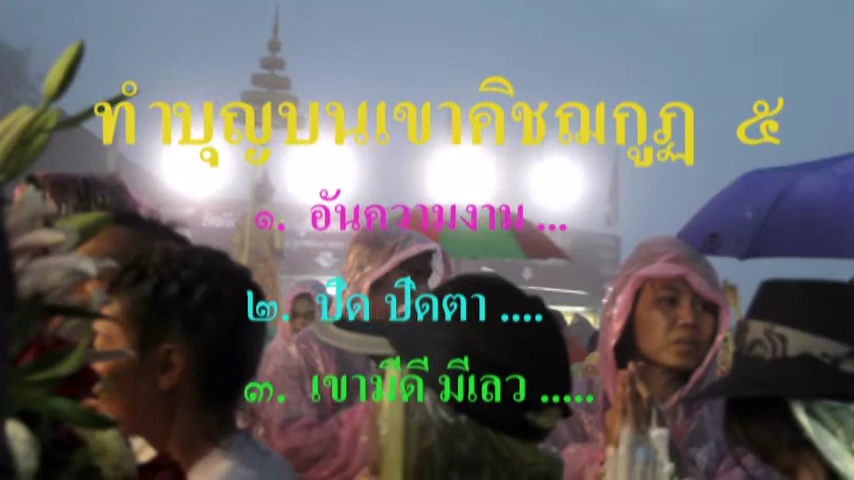 ทำบุญบนเขาคิชฌกูฏ ๕
๑. อันความงาม ...
๒. ปิด ปิดตา ....
๓. เขามีดี มีเลว .....